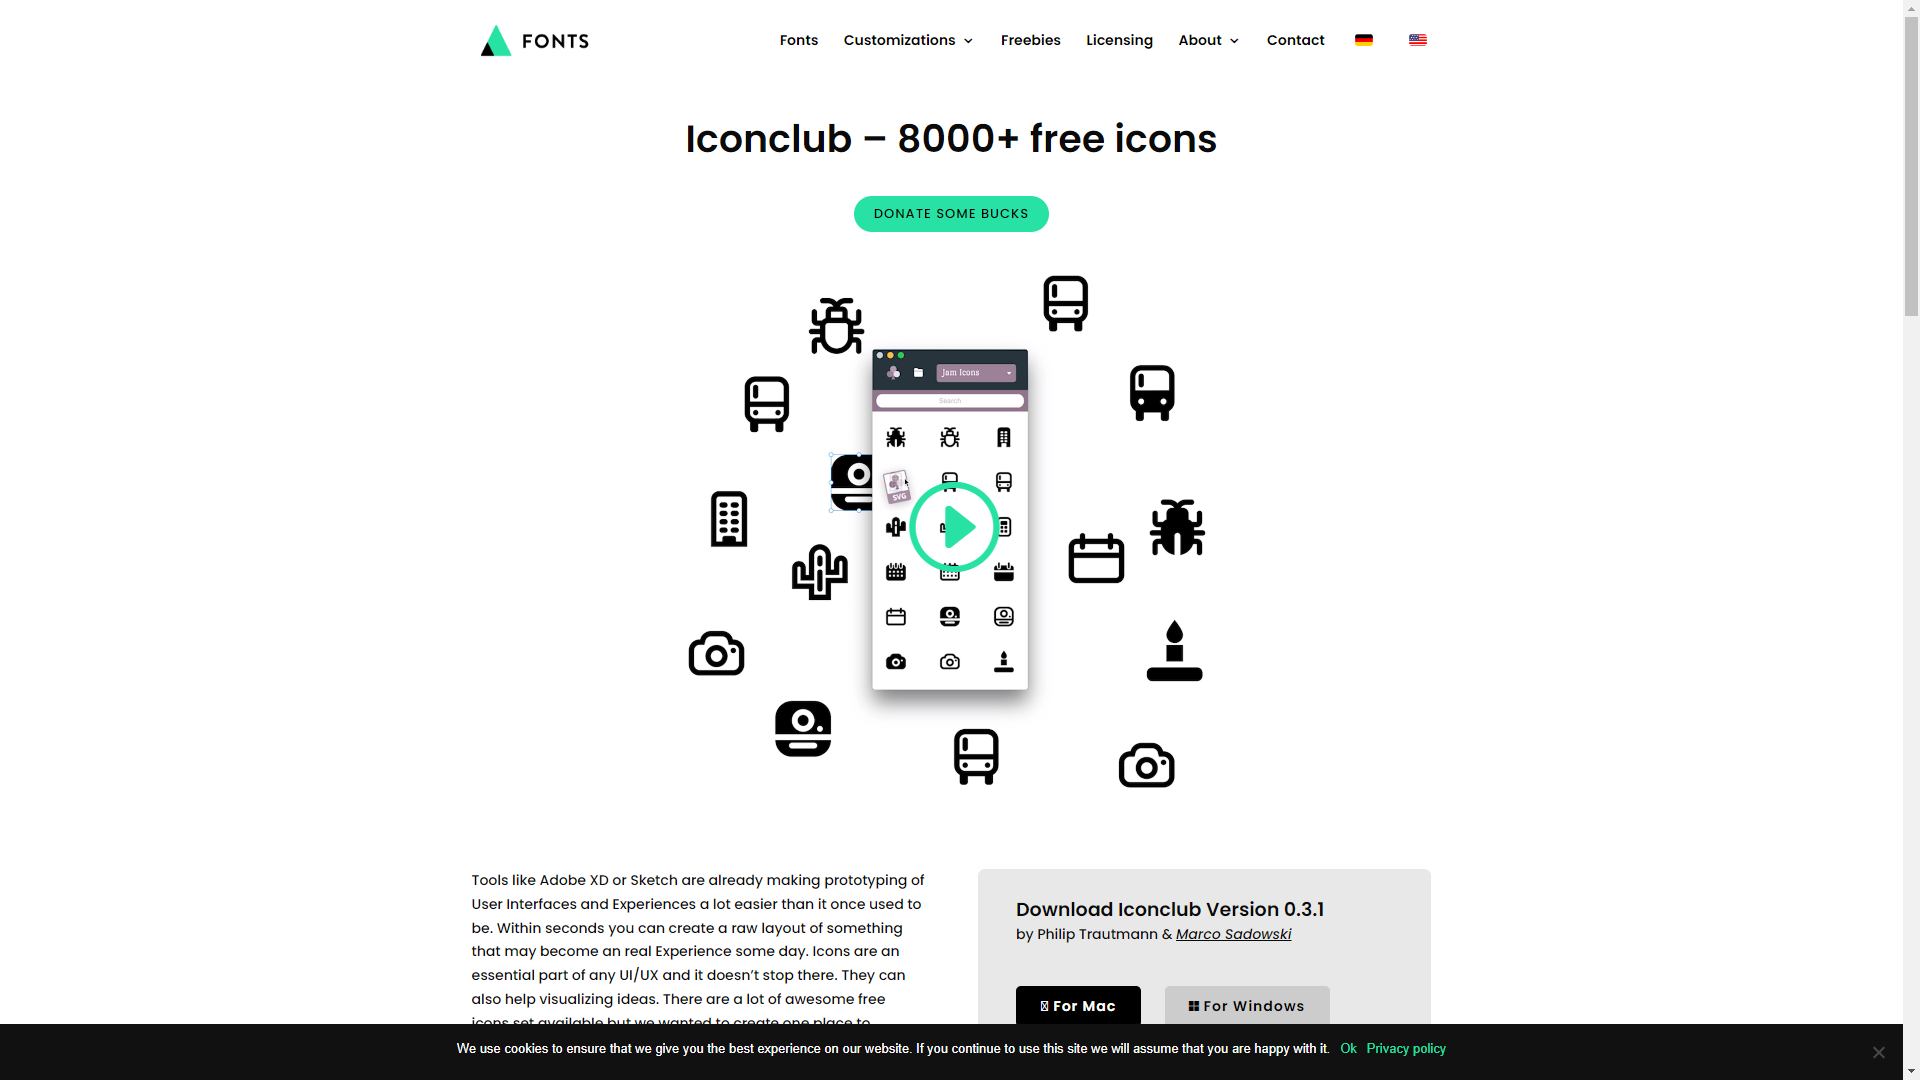 FONTS
Fonts Customizations Freebies Licensing About Contact
Iconclub – 8000+ free icons
DONATE SOME BUCKS
Jam Icons
Search
SVG
Tools like Adobe XD or Sketch are already making prototyping of
User Interfaces and Experiences a lot easier than it once used to
be. Within seconds you can create a raw layout of something
that may become an real Experience some day. Icons are an
essential part of any UI/UX and it doesn’t stop there. They can
also help visualizing ideas. There are a lot of awesome free
icons set available but we wanted to create one place to
Download Iconclub Version 0.3.1
by Philip Trautmann & Marco Sadowski
For Mac
For Windows
We use cookies to ensure that we give you the best experience on our website. If you continue to use this site we will assume that you are happy with it. Ok Privacy policy